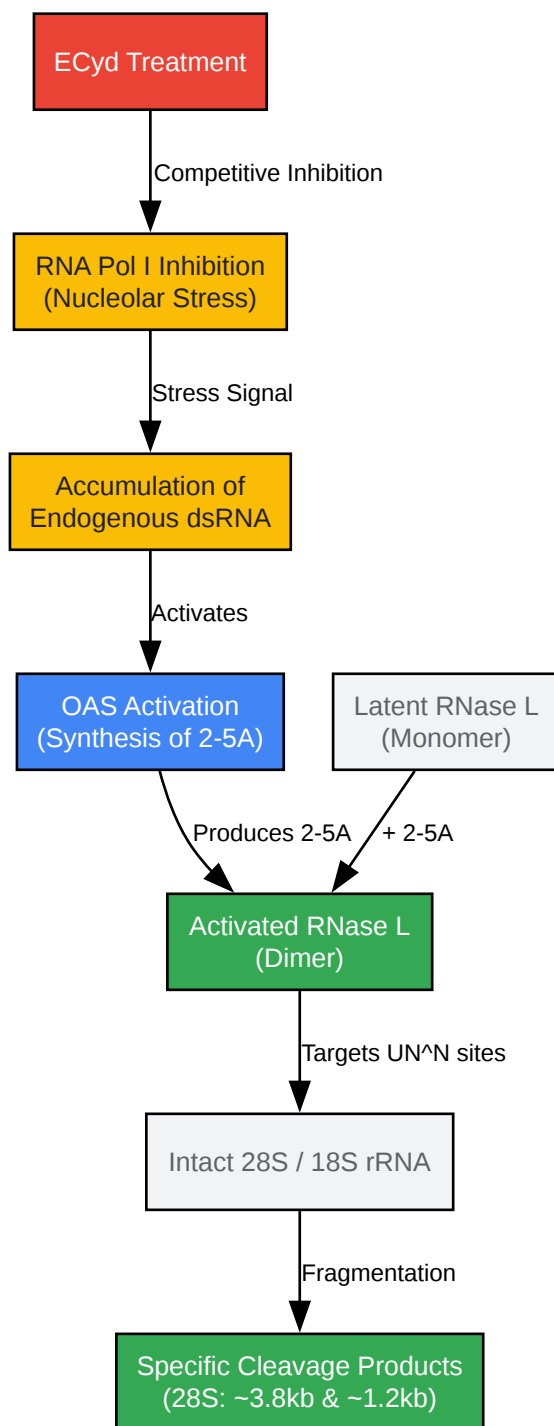 ECyd Treatment
Competitive Inhibition
RNA Pol I Inhibition
(Nucleolar Stress)
Stress Signal
Accumulation of
Endogenous dsRNA
Activates
OAS Activation
(Synthesis of 2-5A)
Latent RNase L
(Monomer)
Produces 2-5A
+ 2-5A
Activated RNase L
(Dimer)
Targets UN^N sites
Intact 28S / 18S rRNA
Fragmentation
Specific Cleavage Products
(28S: ~3.8kb & ~1.2kb)